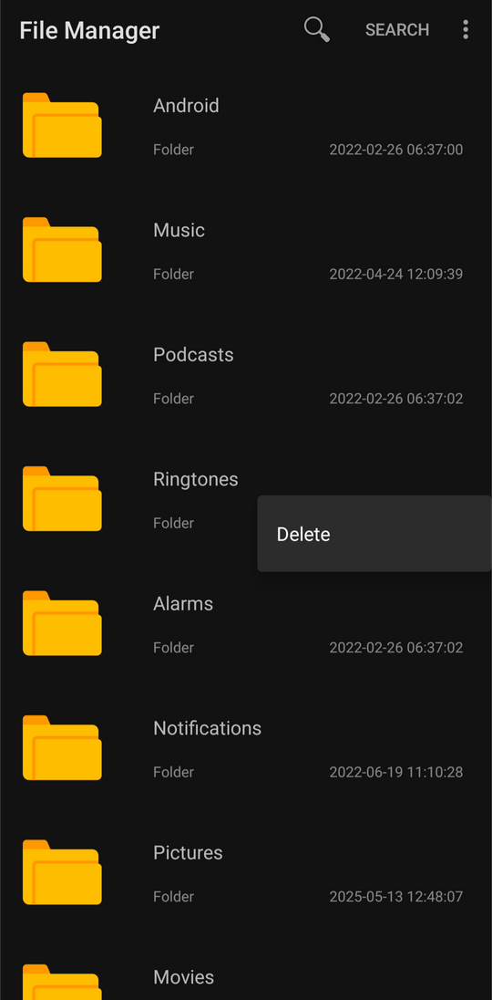 File Manager SEARCH
Android
Folder 2022-02-26 06:37:00
Music
Folder 2022-04-24 12:09:39
Podcasts
Folder 2022-02-26 06:37:02
Ringtones
Folder
Delete
Alarms
Folder 2022-02-26 06:37:02
Notifications
Folder 2022-06-19 11:10:28
Pictures
Folder 2025-05-13 12:48:07
Movies